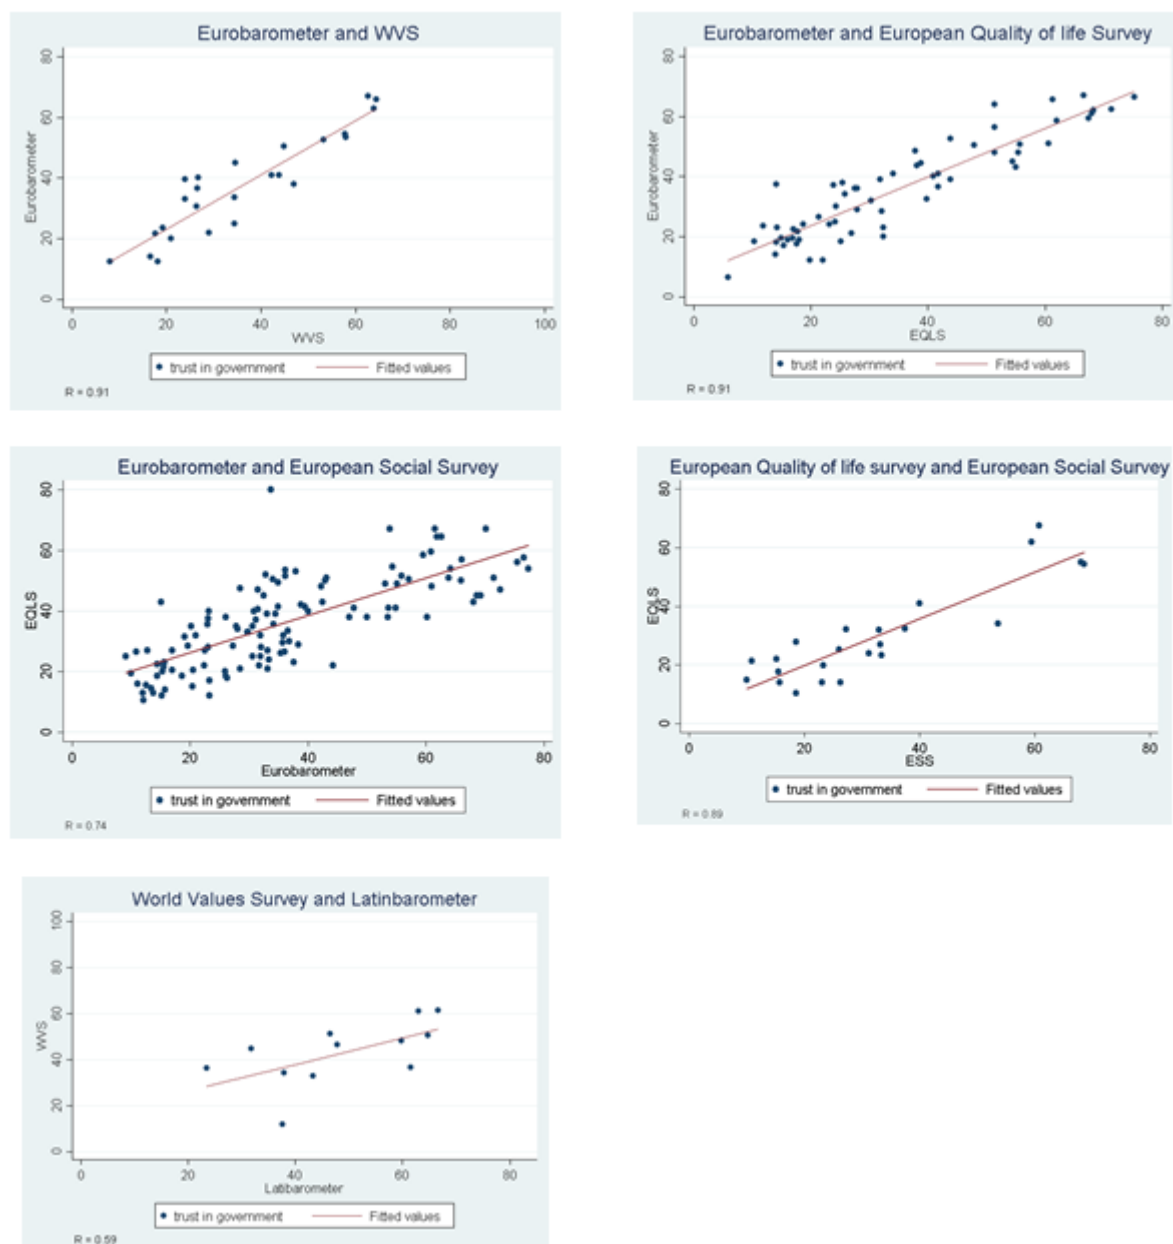 Eurobarometer and WVS
Eurobarometer
80
60
40
20
0
0 20 40 60 80 100
WVS
trust in government Fitted values
R = 0.91
Eurobarometer and European Quality of life Survey
Eurobarometer
80
60
40
20
0
0 20 40 60 80
EQLS
trust in government Fitted values
R = 0.91
Eurobarometer and European Social Survey
EQLS
80
60
40
20
0
0 20 40 60 80
Eurobarometer
trust in government Fitted values
R = 0.74
European Quality of life survey and European Social Survey
EQLS
80
60
40
20
0
0 20 40 60 80
ESS
trust in government Fitted values
R = 0.89
World Values Survey and Latinbarometer
WVS
100
80
60
40
20
0
0 20 40 60 80
Latibarometer
trust in government Fitted values
R = 0.59